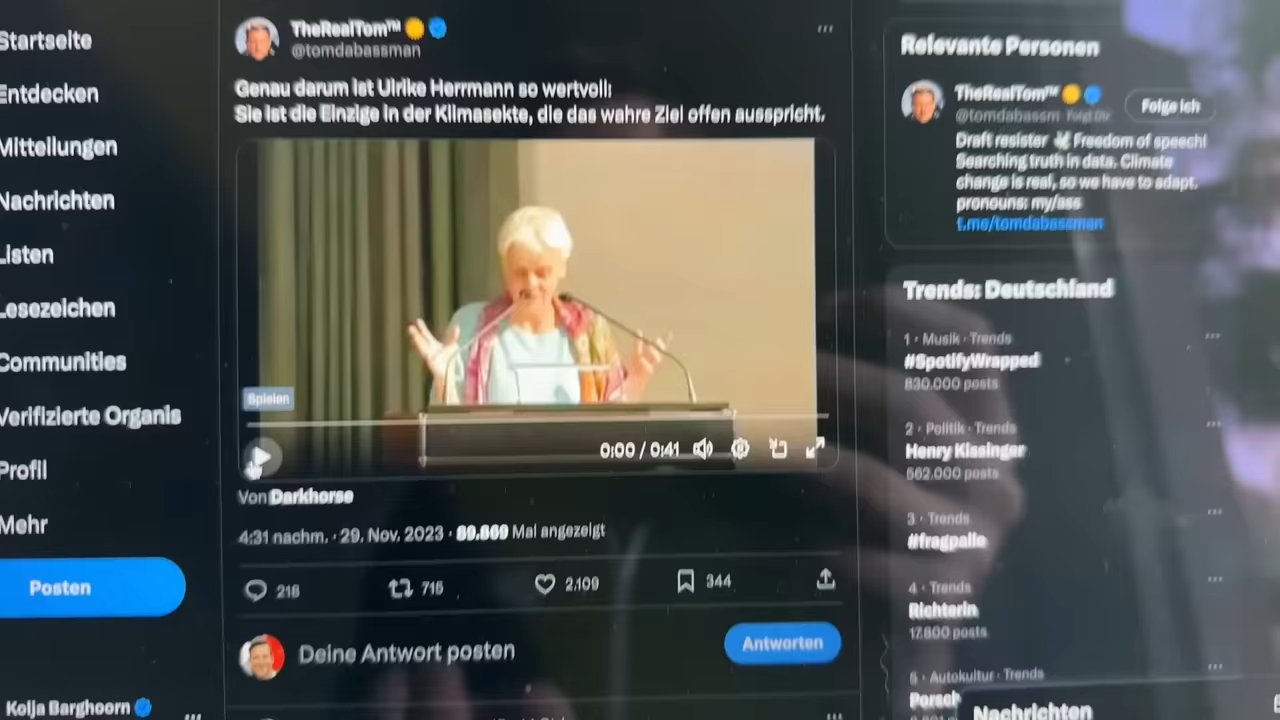 Startseite
Entdecken
Mitteilungen
Nachrichten
Listen
Lesezeichen
Communities
Verifizierte Organis
Profil
Mehr
Posten
Kolja Barghoorn
TheRealTom™
@tomdabassman
Genau darum ist Ulrike Herrmann so wertvoll:
Sie ist die Einzige in der Klimasekte, die das wahre Ziel offen ausspricht.
Spielen
0:00 / 0:41
Von Darkhorse
4:31 nachm. · 29. Nov. 2023 · 89.869 Mal angezeigt
216
715
2.109
344
Deine Antwort posten
Antworten
Relevante Personen
TheRealTom™
@tomdabassm Folgt Dir
Folge ich
Draft resister Freedom of speech!
Searching truth in data. Climate
change is real, so we have to adapt.
pronouns: my/ass
t.me/tomdabassman
Trends: Deutschland
1 · Musik · Trends
#SpotifyWrapped
830.000 posts
2 · Politik · Trends
Henry Kissinger
562.000 posts
3 · Trends
#fragpalle
4 · Trends
Richterin
17.800 posts
5 · Autokultur · Trends
Porsch
Nachrichten